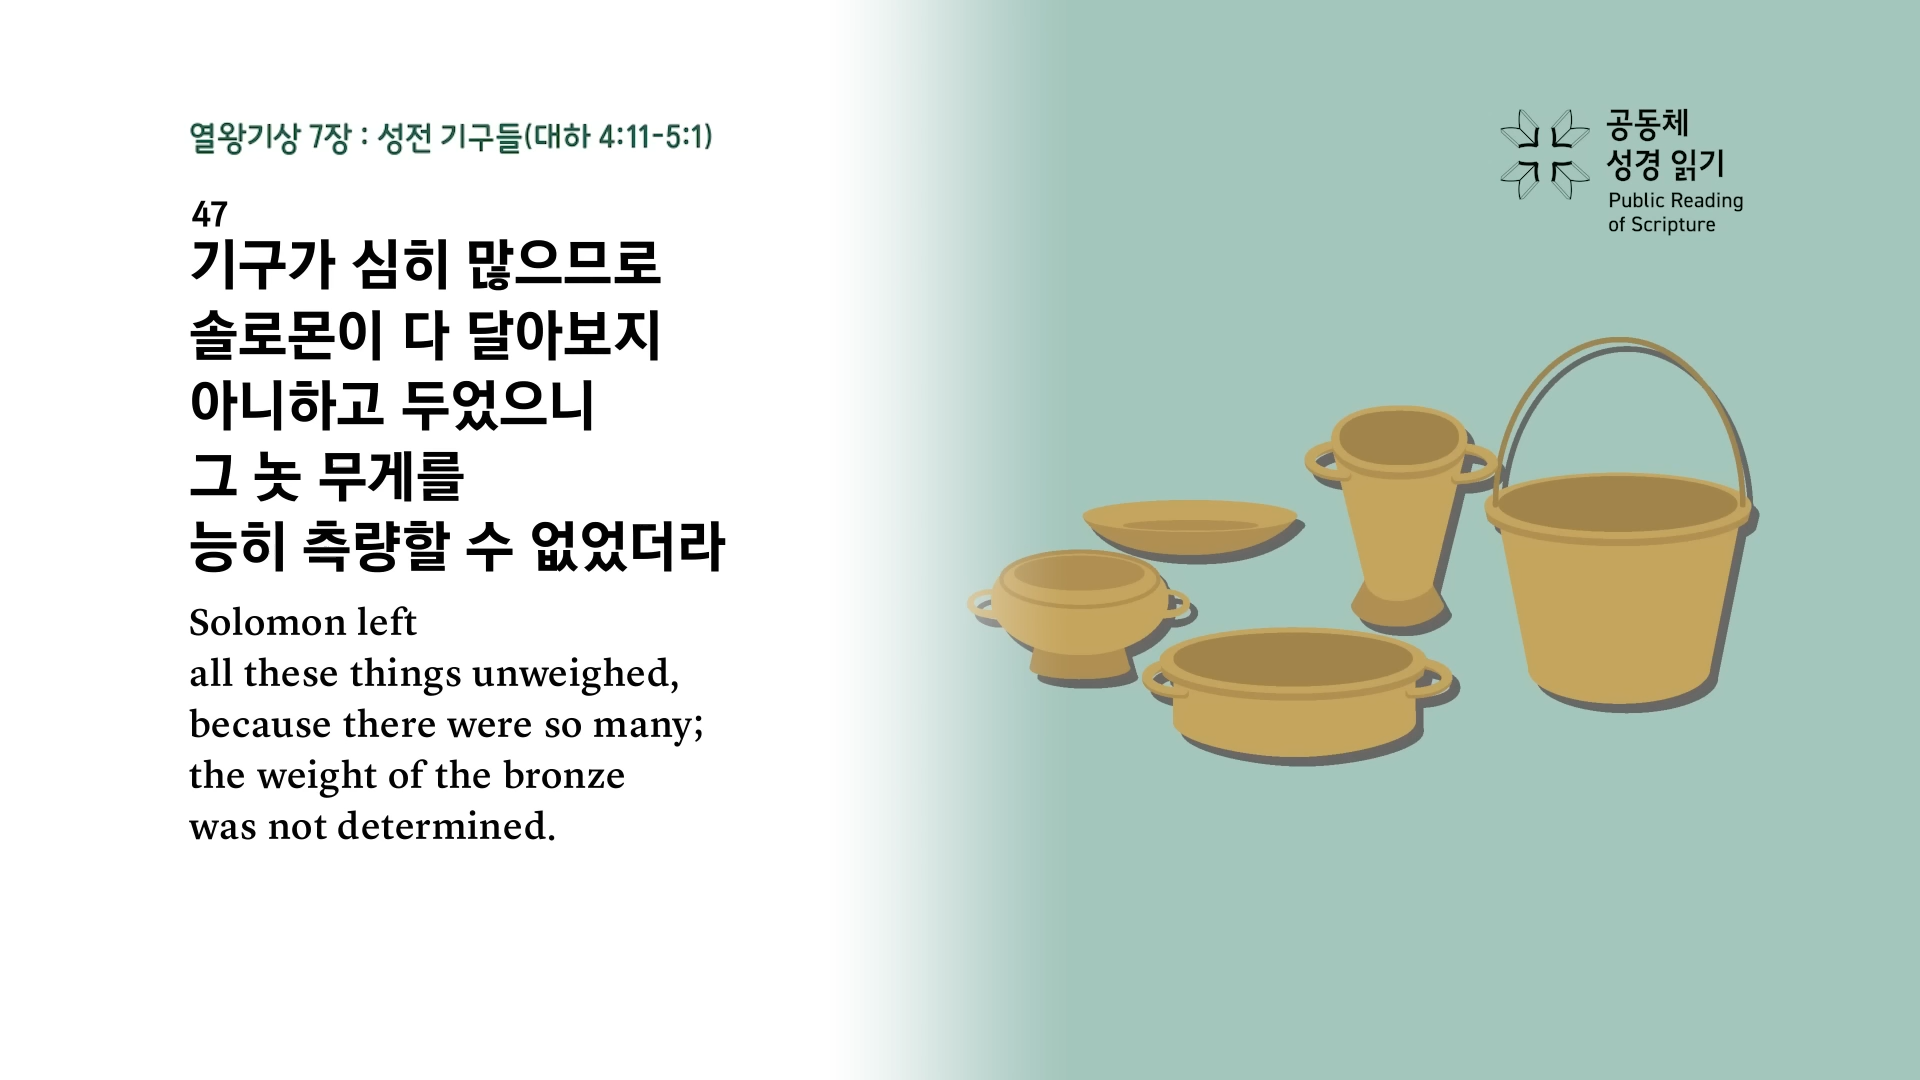 열왕기상 7장 : 성전 기구들(대하 4:11-5:1)
47
기구가 심히 많으므로
솔로몬이 다 달아보지
아니하고 두었으니
그 놋 무게를
능히 측량할 수 없었더라
Solomon left
all these things unweighed,
because there were so many;
the weight of the bronze
was not determined.
공동체
성경 읽기
Public Reading
of Scripture